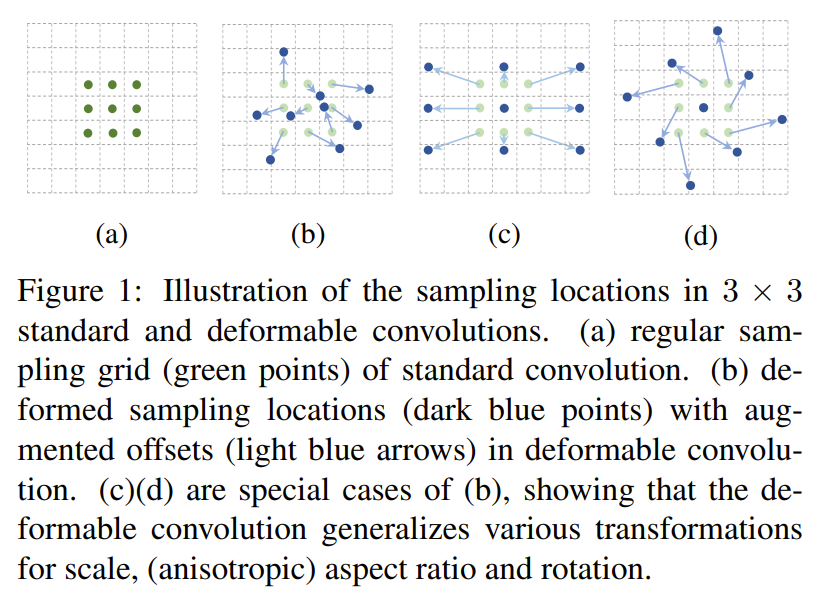 (a) (b) (c) (d)
Figure 1: Illustration of the sampling locations in 3 × 3
standard and deformable convolutions. (a) regular sam-
pling grid (green points) of standard convolution. (b) de-
formed sampling locations (dark blue points) with aug-
mented offsets (light blue arrows) in deformable convolu-
tion. (c)(d) are special cases of (b), showing that the de-
formable convolution generalizes various transformations
for scale, (anisotropic) aspect ratio and rotation.